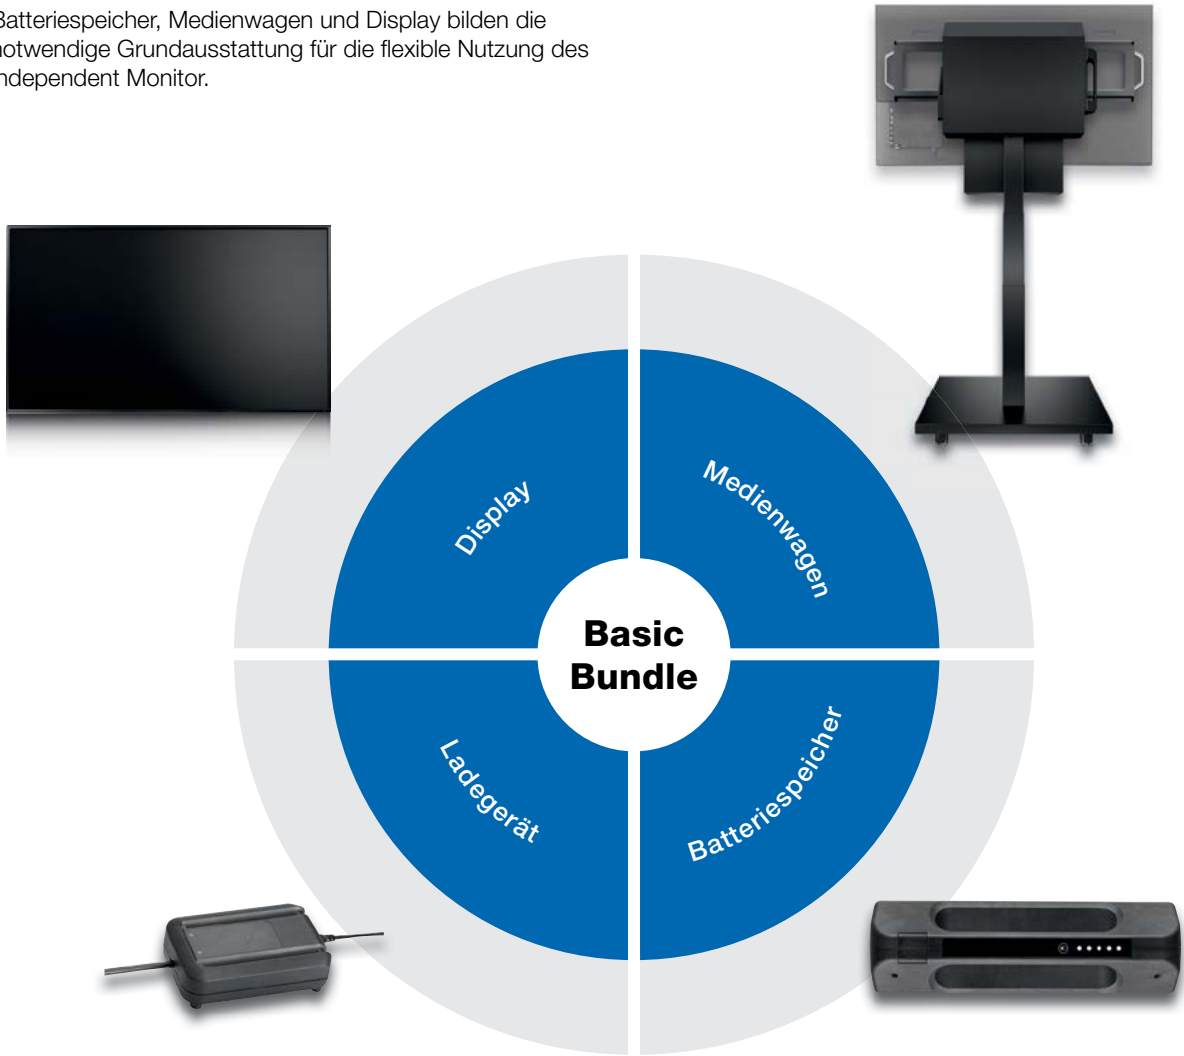 Batteriespeicher, Medienwagen und Display bilden die
notwendige Grundausstattung für die flexible Nutzung des
Independent Monitor.
Display
Medienwagen
Basic
Bundle
Ladegerät
Batteriespeicher